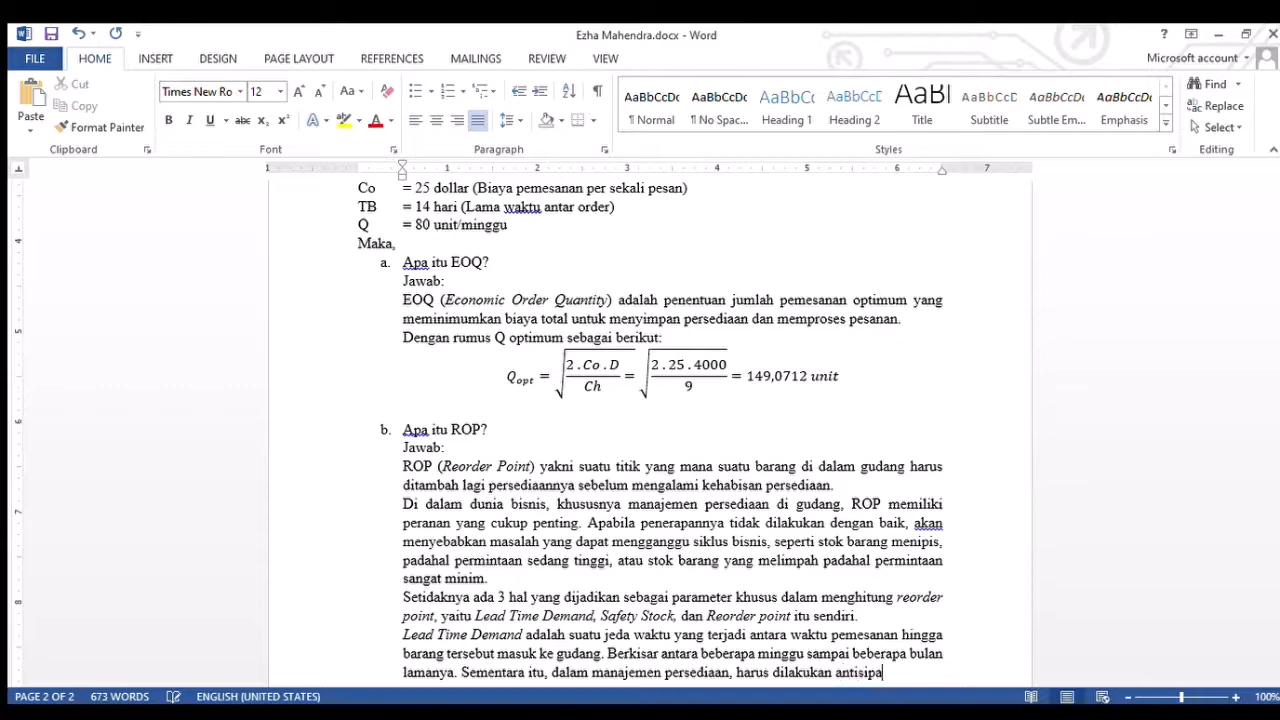 Ezha Mahendra.docx - Word
FILE HOME INSERT DESIGN PAGE LAYOUT REFERENCES MAILINGS REVIEW VIEW Microsoft account
Paste
Cut
Copy
Format Painter
Clipboard
Times New Ro 12
Font
Paragraph
AaBbCcDc AaBbCcDc AaBbCc AaBbCcC AaBl AaBbCcD AaBbCcDc AaBbCcDc
¶ Normal ¶ No Spac... Heading 1 Heading 2 Title Subtitle Subtle Em... Emphasis
Styles
Find
Replace
Select
Editing
1 1 2 3 4 5 6 7
Co = 25 dollar (Biaya pemesanan per sekali pesan)
TB = 14 hari (Lama waktu antar order)
Q = 80 unit/minggu
Maka,
a. Apa itu EOQ?
Jawab:
EOQ (Economic Order Quantity) adalah penentuan jumlah pemesanan optimum yang
meminimumkan biaya total untuk menyimpan persediaan dan memproses pesanan.
Dengan rumus Q optimum sebagai berikut:
Qopt = √(2 . Co . D / Ch) = √(2 . 25 . 4000 / 9) = 149,0712 unit
b. Apa itu ROP?
Jawab:
ROP (Reorder Point) yakni suatu titik yang mana suatu barang di dalam gudang harus
ditambah lagi persediaannya sebelum mengalami kehabisan persediaan.
Di dalam dunia bisnis, khususnya manajemen persediaan di gudang, ROP memiliki
peranan yang cukup penting. Apabila penerapannya tidak dilakukan dengan baik, akan
menyebabkan masalah yang dapat mengganggu siklus bisnis, seperti stok barang menipis,
padahal permintaan sedang tinggi, atau stok barang yang melimpah padahal permintaan
sangat minim.
Setidaknya ada 3 hal yang dijadikan sebagai parameter khusus dalam menghitung reorder
point, yaitu Lead Time Demand, Safety Stock, dan Reorder point itu sendiri.
Lead Time Demand adalah suatu jeda waktu yang terjadi antara waktu pemesanan hingga
barang tersebut masuk ke gudang. Berkisar antara beberapa minggu sampai beberapa bulan
lamanya. Sementara itu, dalam manajemen persediaan, harus dilakukan antisipa
PAGE 2 OF 2 673 WORDS ENGLISH (UNITED STATES) 100%